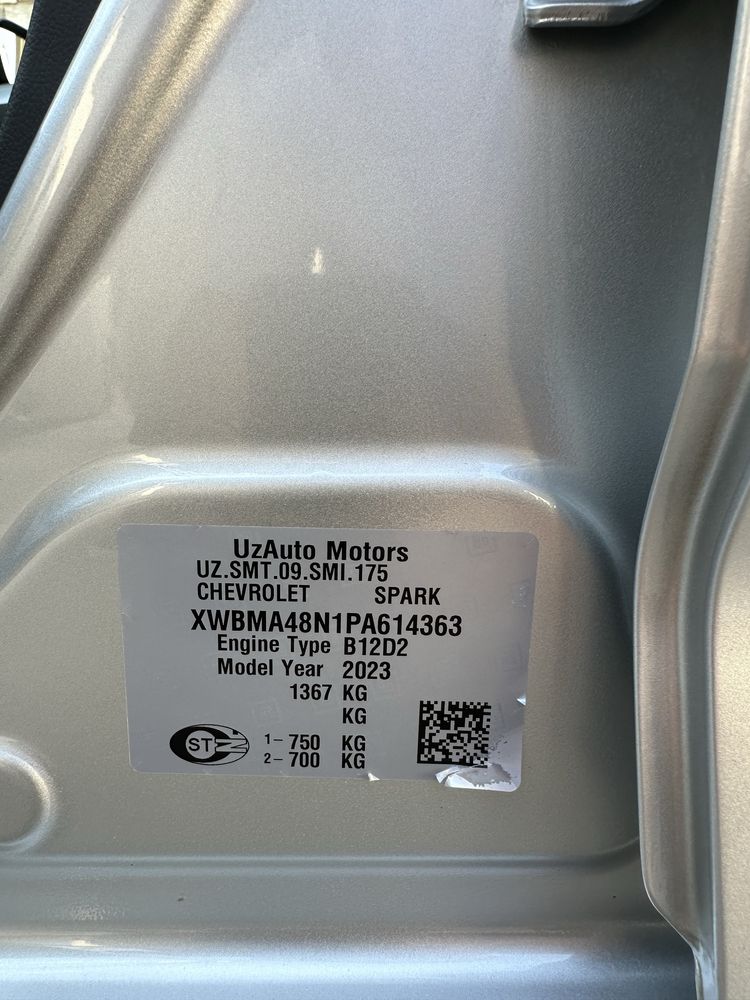 UzAuto Motors
UZ.SMT.09.SMI.175
CHEVROLET SPARK
XWBMA48N1PA614363
Engine Type B12D2
Model Year 2023
1367 KG
KG
1- 750 KG
2- 700 KG